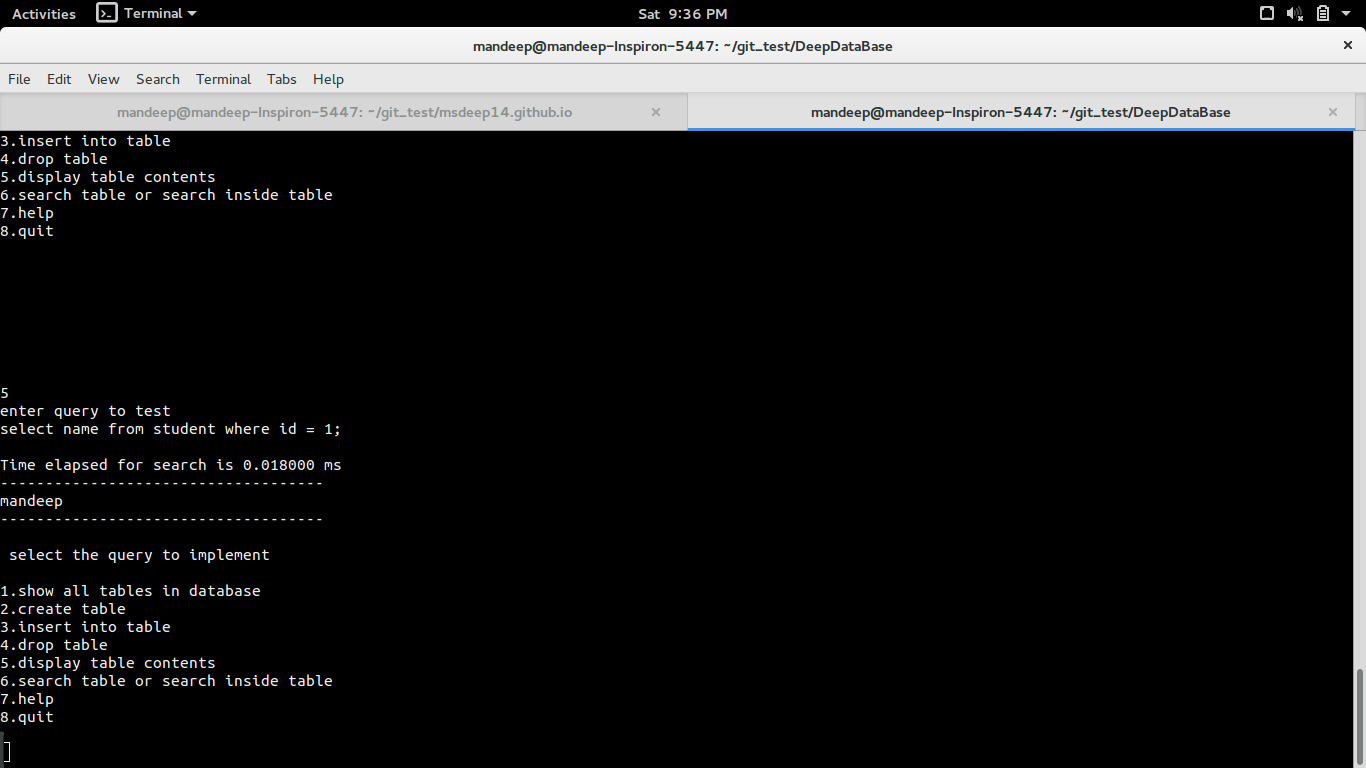 Activities Terminal Sat 9:36 PM
mandeep@mandeep-Inspiron-5447: ~/git_test/DeepDataBase
File Edit View Search Terminal Tabs Help
mandeep@mandeep-Inspiron-5447: ~/git_test/msdeep14.github.io mandeep@mandeep-Inspiron-5447: ~/git_test/DeepDataBase
3.insert into table
4.drop table
5.display table contents
6.search table or search inside table
7.help
8.quit
5
enter query to test
select name from student where id = 1;
Time elapsed for search is 0.018000 ms
------------------------------------
mandeep
------------------------------------
select the query to implement
1.show all tables in database
2.create table
3.insert into table
4.drop table
5.display table contents
6.search table or search inside table
7.help
8.quit